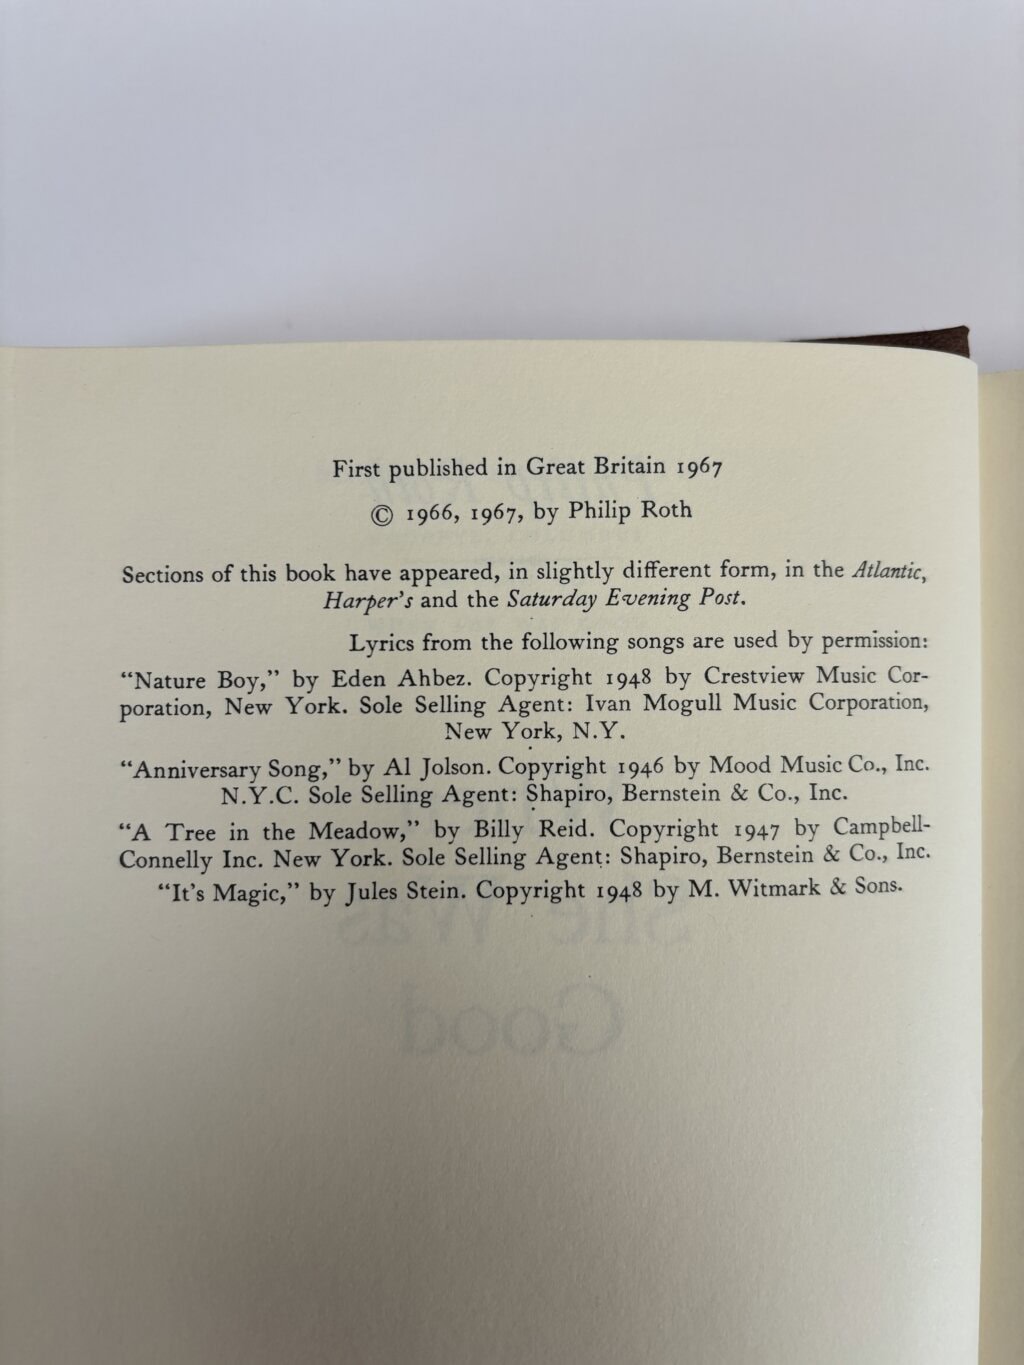 First published in Great Britain 1967
© 1966, 1967, by Philip Roth
Sections of this book have appeared, in slightly different form, in the Atlantic,
Harper's and the Saturday Evening Post.
Lyrics from the following songs are used by permission:
“Nature Boy,” by Eden Ahbez. Copyright 1948 by Crestview Music Cor-
poration, New York. Sole Selling Agent: Ivan Mogull Music Corporation,
New York, N.Y.
“Anniversary Song,” by Al Jolson. Copyright 1946 by Mood Music Co., Inc.
N.Y.C. Sole Selling Agent: Shapiro, Bernstein & Co., Inc.
“A Tree in the Meadow,” by Billy Reid. Copyright 1947 by Campbell-
Connelly Inc. New York. Sole Selling Agent: Shapiro, Bernstein & Co., Inc.
“It's Magic,” by Jules Stein. Copyright 1948 by M. Witmark & Sons.
She Was
Good